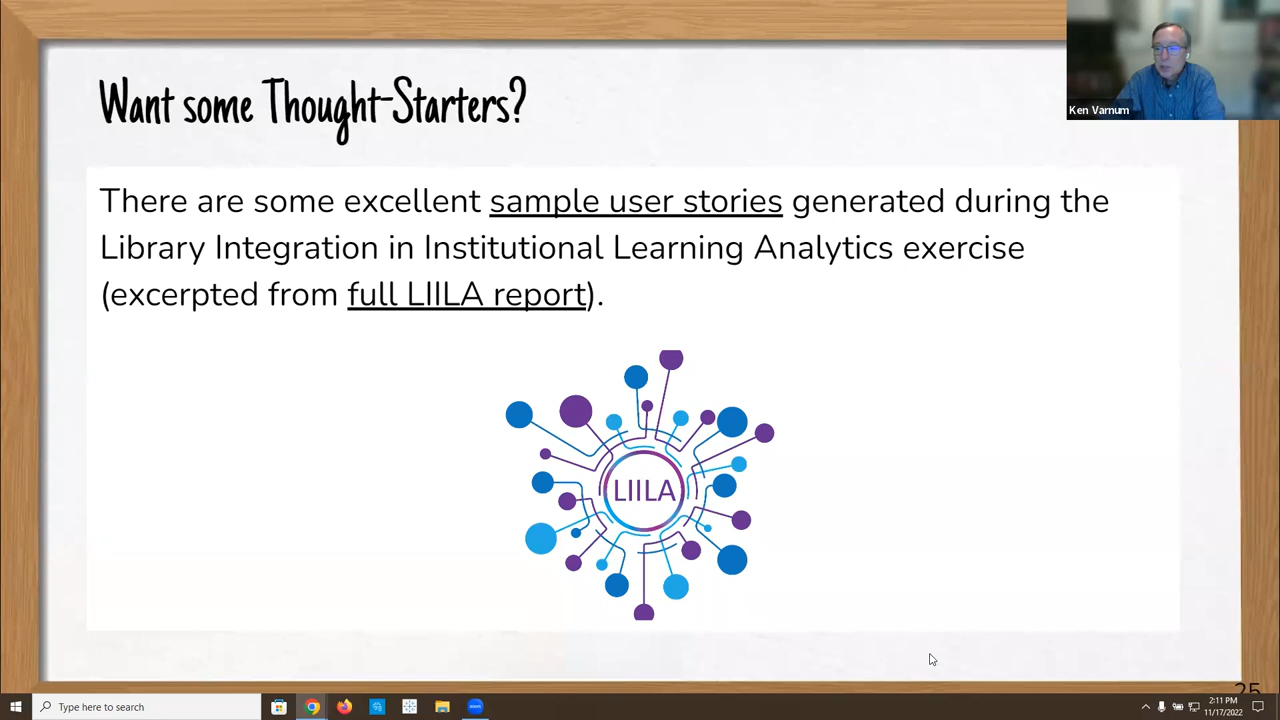 Want some Thought-Starters?
Ken Varnum
There are some excellent sample user stories generated during the
Library Integration in Institutional Learning Analytics exercise
(excerpted from full LIILA report).
LIILA
25
Type here to search
2:11 PM
11/17/2022